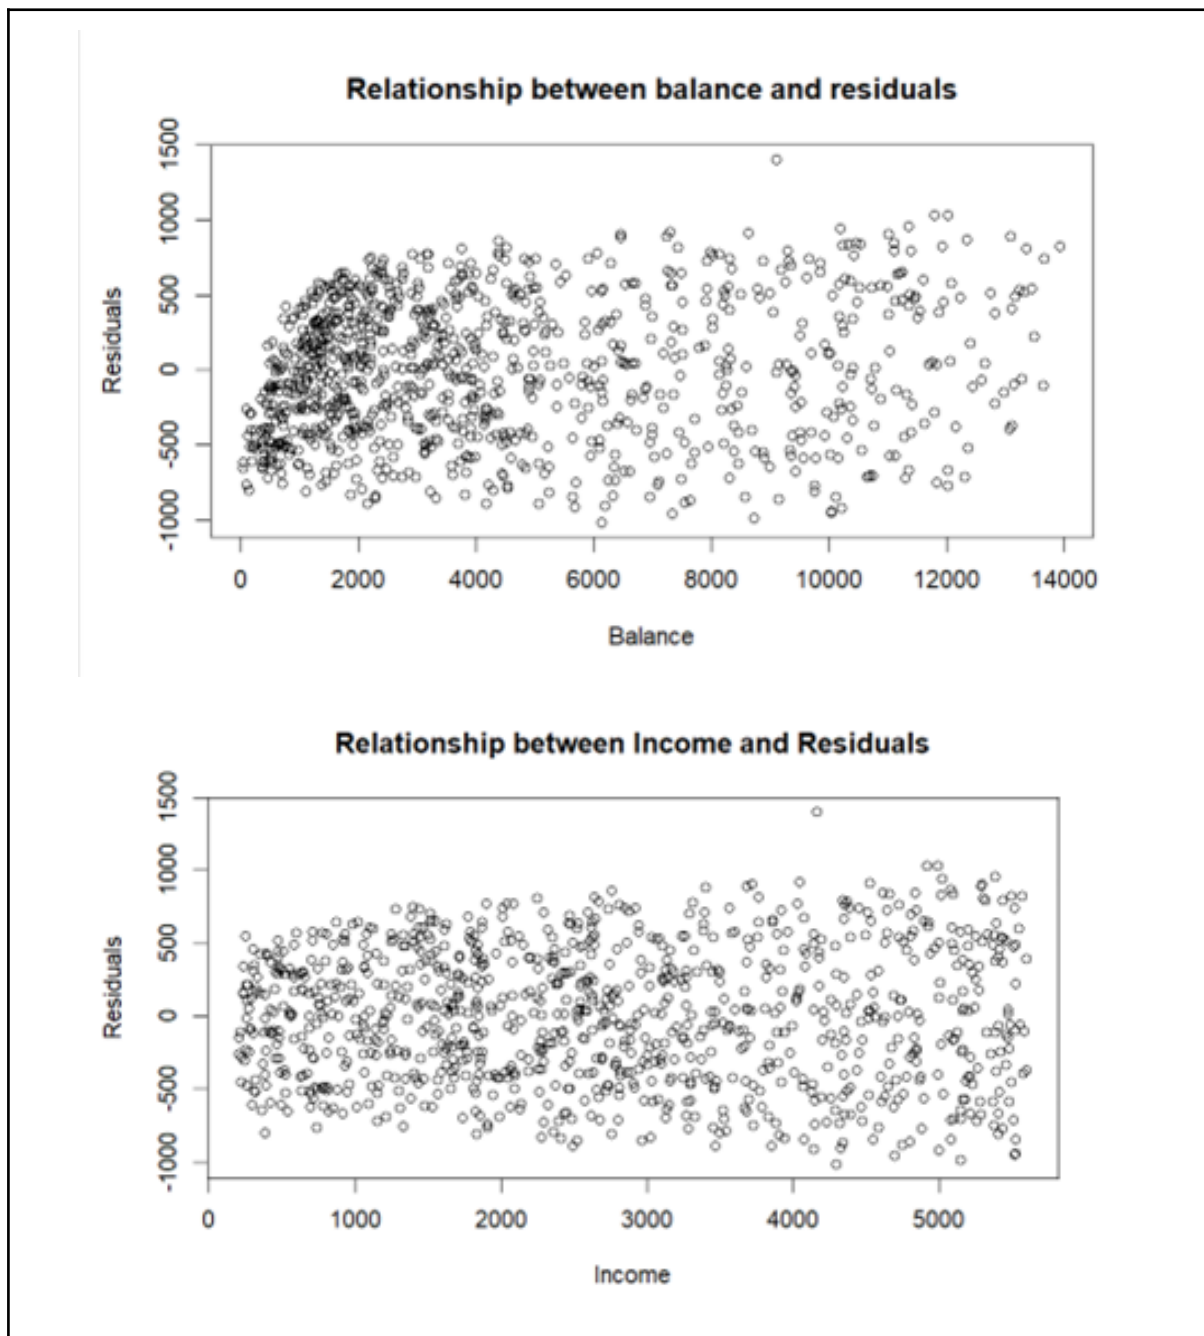 Relationship between balance and residuals
1500
1000
500
0
-500
-1000
Residuals
0 2000 4000 6000 8000 10000 12000 14000
Balance
Relationship between Income and Residuals
1500
1000
500
0
-500
-1000
Residuals
0 1000 2000 3000 4000 5000
Income